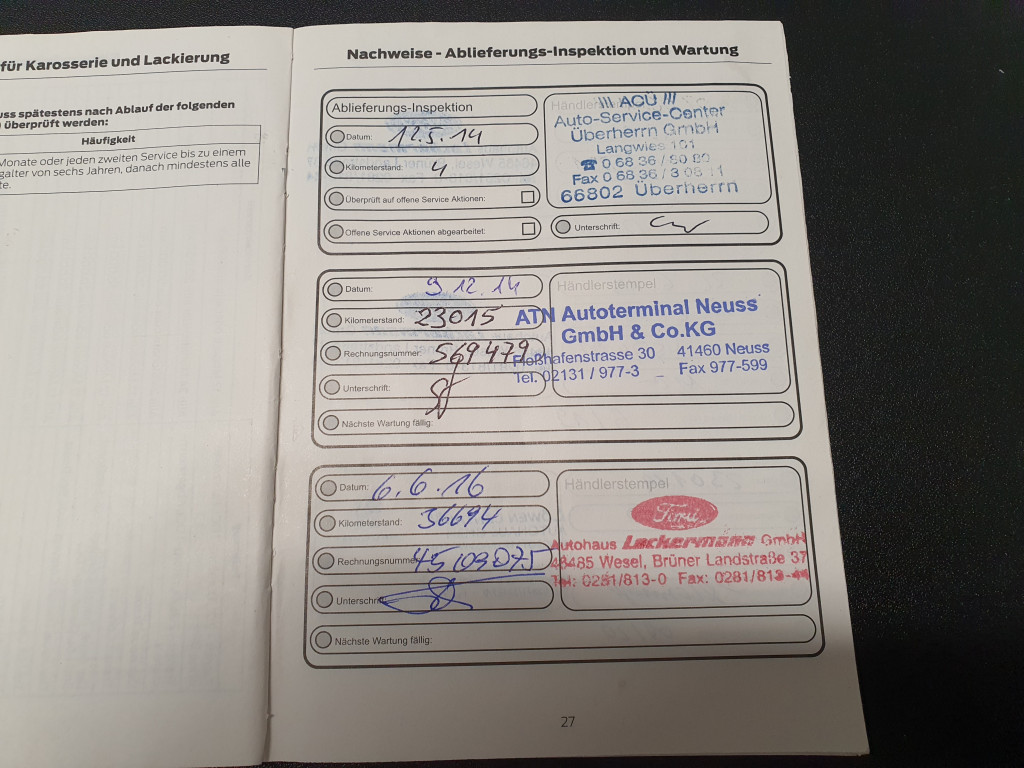 für Karosserie und Lackierung
uss spätestens nach Ablauf der folgenden
überprüft werden:
Häufigkeit
Monate oder jeden zweiten Service bis zu einem
galter von sechs Jahren, danach mindestens alle
te.
Nachweise - Ablieferungs-Inspektion und Wartung
Ablieferungs-Inspektion
Datum: 12.5.14
Kilometerstand: 4
Überprüft auf offene Service Aktionen:
Offene Service Aktionen abgearbeitet:
\\\ ACÜ ///
Auto-Service-Center
Überherrn GmbH
Langwies 101
☎ 0 68 36 / 80 80
Fax 0 68 36 / 3 08 11
66802 Überherrn
Unterschrift:
Datum: 9.12.14
Kilometerstand: 23015
Rechnungsnummer: 569479
Unterschrift:
Nächste Wartung fällig:
Händlerstempel
ATN Autoterminal Neuss
GmbH & Co.KG
Floßhafenstrasse 30 41460 Neuss
Tel. 02131 / 977-3 _ Fax 977-599
Datum: 6.6.16
Kilometerstand: 36694
Rechnungsnummer
Unterschrift
Nächste Wartung fällig:
Händlerstempel
Ford
Autohaus Lackermann GmbH
46485 Wesel, Brüner Landstraße 37
Tel: 0281/813-0 Fax: 0281/813-
27